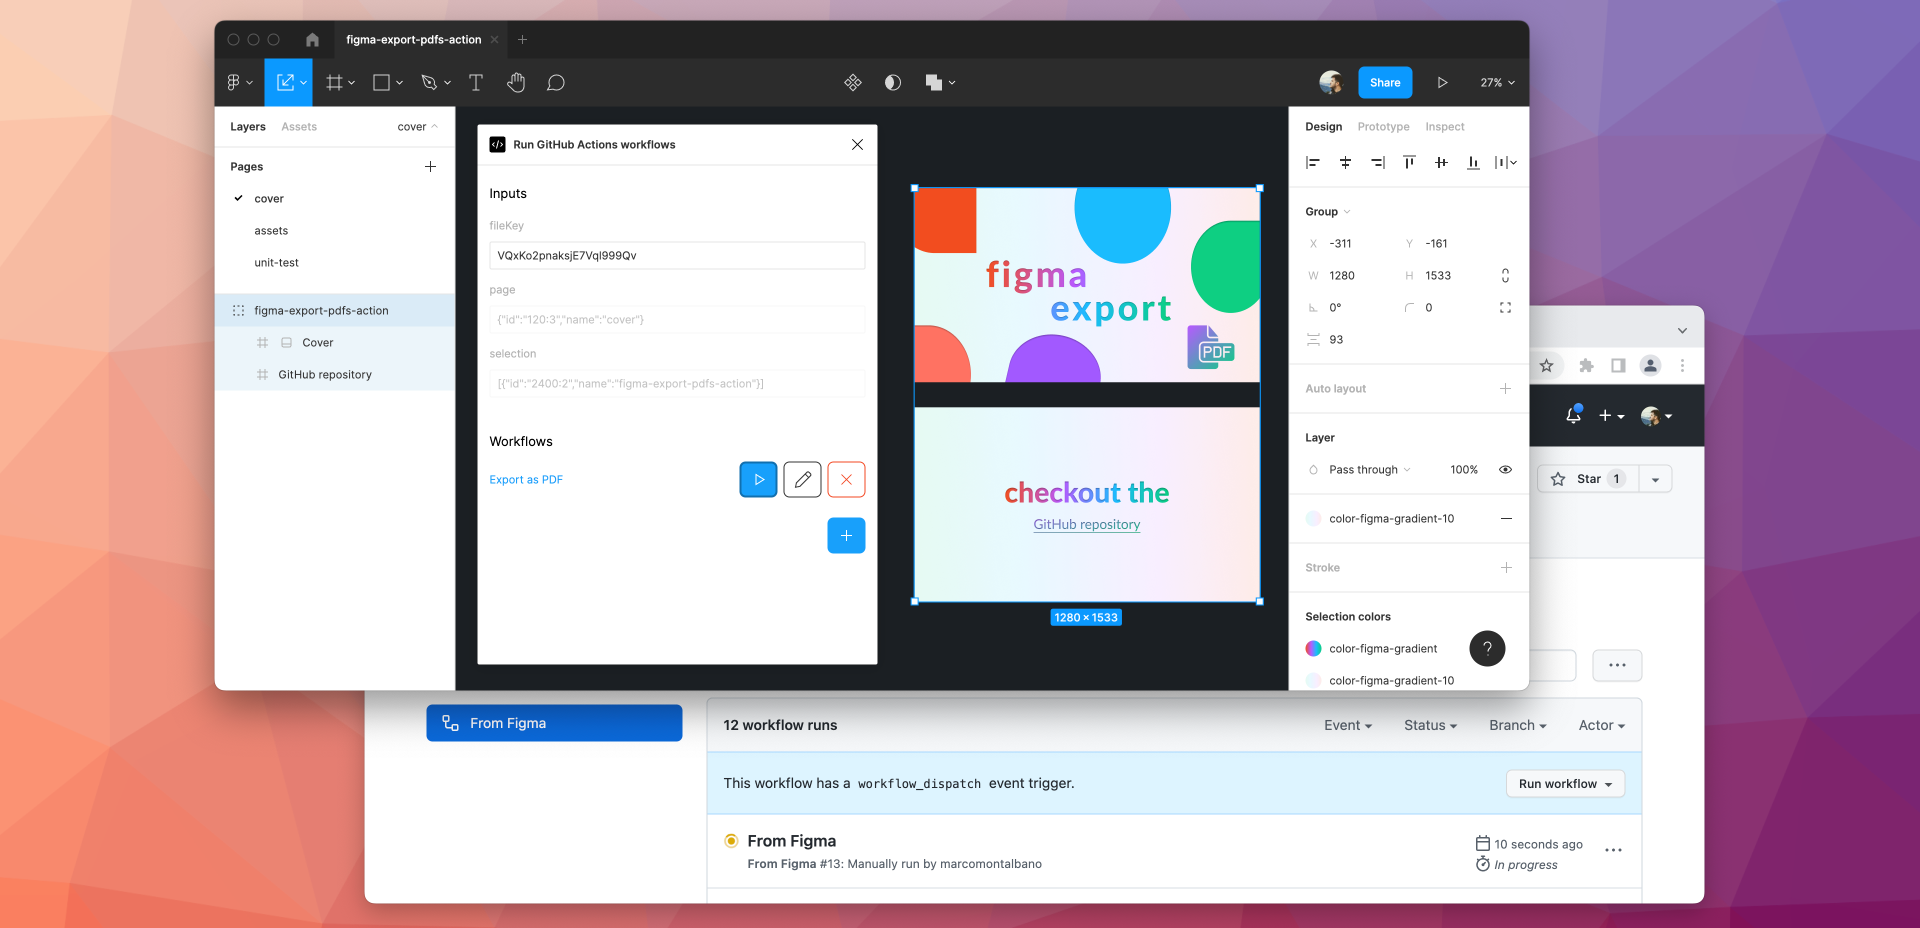 figma-export-pdfs-action
27%
Share
Layers
Assets
cover
Pages
cover
assets
unit-test
figma-export-pdfs-action
Cover
GitHub repository
Run GitHub Actions workflows
Inputs
fileKey
VQxKo2pnaksjE7Vql999Qv
page
{"id":"120:3","name":"cover"}
selection
[{"id":"2400:2","name":"figma-export-pdfs-action"}]
Workflows
Export as PDF
figma
export
PDF
checkout the
GitHub repository
1280 × 1533
Design
Prototype
Inspect
Group
X -311
Y -161
W 1280
H 1533
0°
0
93
Auto layout
Layer
Pass through
100%
color-figma-gradient-10
Stroke
Selection colors
color-figma-gradient
?
color-figma-gradient-10
Star 1
From Figma
12 workflow runs
Event
Status
Branch
Actor
This workflow has a workflow_dispatch event trigger.
Run workflow
From Figma
From Figma #13: Manually run by marcomontalbano
10 seconds ago
In progress